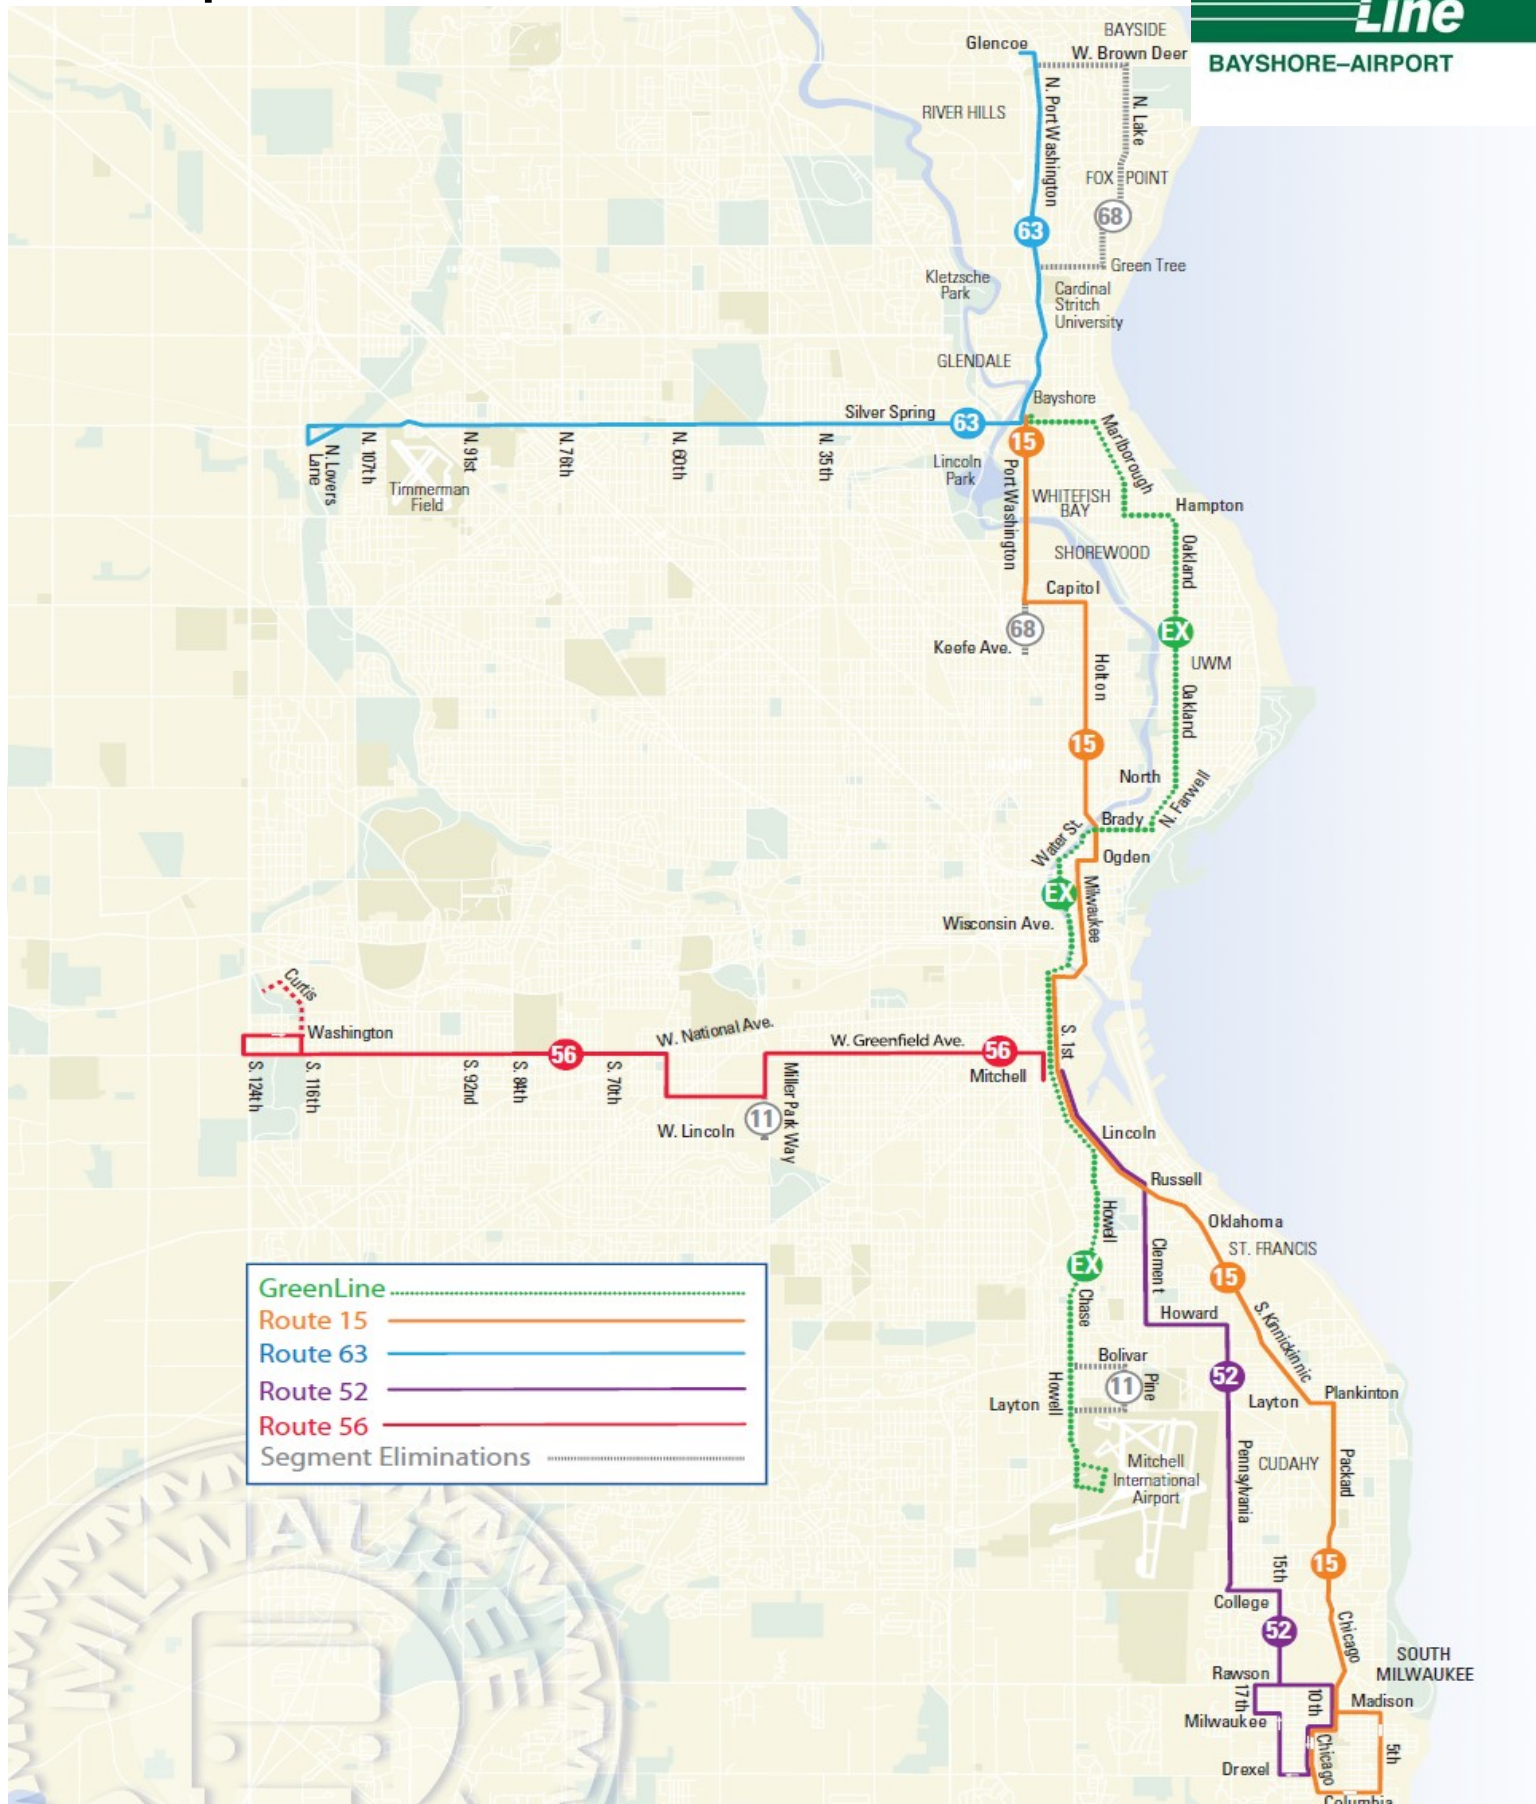 Line
BAYSHORE–AIRPORT
BAYSIDE
Glencoe
W. Brown Deer
N. Port Washington
N. Lake
RIVER HILLS
FOX POINT
68
63
Green Tree
Kletzsche
Park
Cardinal
Stritch
University
GLENDALE
Bayshore
Silver Spring
63
15
Marlborough
N. Lovers
Lane
N. 107th
N. 91st
N. 76th
N. 60th
N. 35th
Timmerman
Field
Lincoln
Park
Port Washington
WHITEFISH
BAY
Hampton
SHOREWOOD
Oakland
Capitol
68
Keefe Ave.
EX
UWM
Holton
Oakland
15
North
N. Farwell
Brady
Water St.
Ogden
EX
Milwaukee
Wisconsin Ave.
Curtis
Washington
W. National Ave.
W. Greenfield Ave.
56
56
Mitchell
S. 1st
S. 124th
S. 116th
S. 92nd
S. 84th
S. 70th
Miller Park Way
11
W. Lincoln
Lincoln
Russell
Howell
Oklahoma
ST. FRANCIS
Clement
EX
15
Chase
Howard
S. Kinnickinnic
Bolivar
11
Pine
52
Howell
Layton
Layton
Plankinton
Packard
Pennsylvania
CUDAHY
Mitchell
International
Airport
GreenLine
Route 15
Route 63
Route 52
Route 56
Segment Eliminations
15th
15
College
52
Chicago
SOUTH
MILWAUKEE
Rawson
17th
10th
Madison
Milwaukee
Chicago
5th
Drexel
Columbia
MILWAUKEE